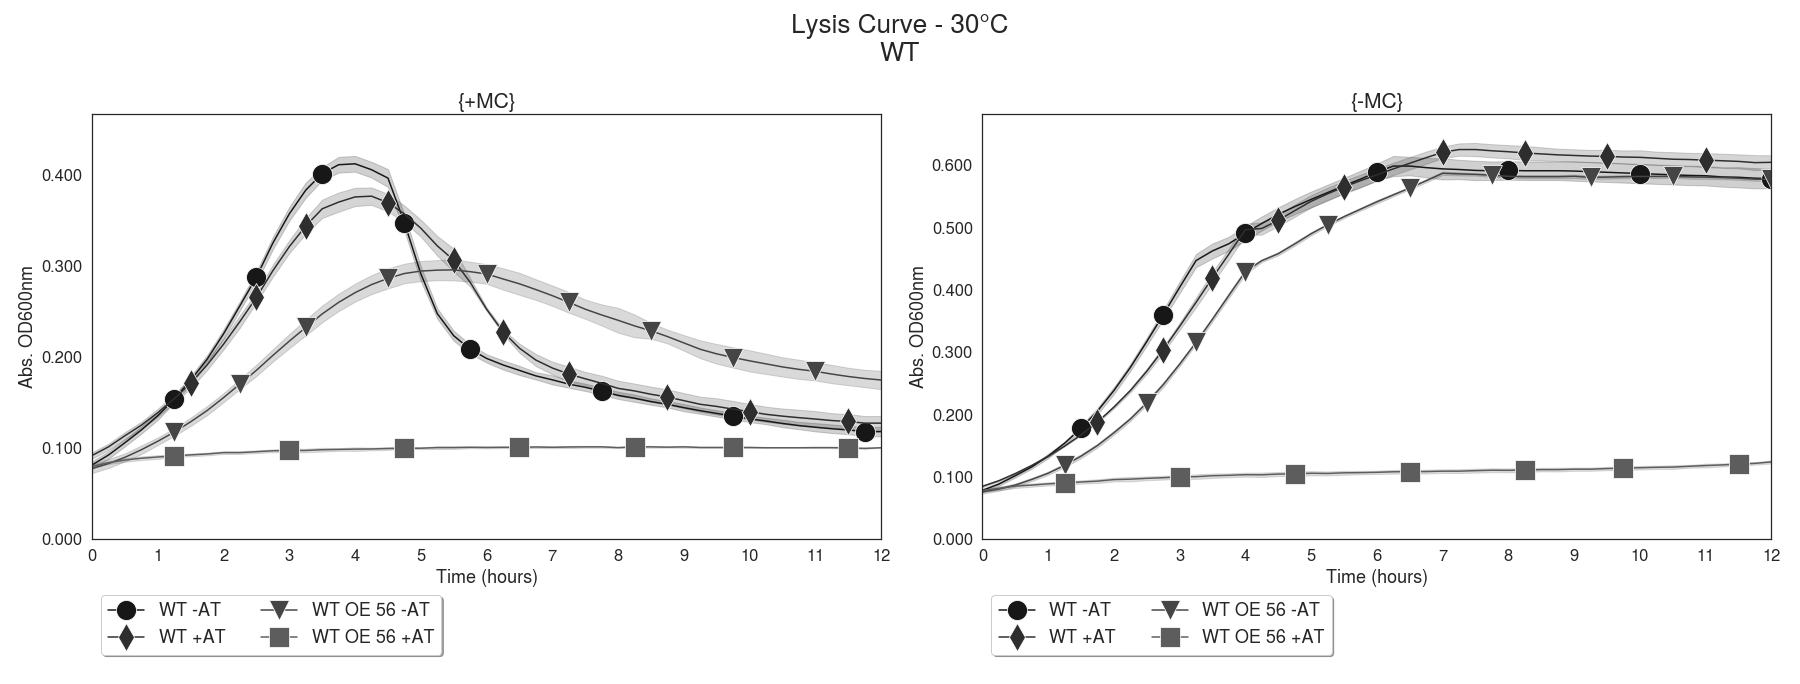 Lysis Curve - 30°C
WT
{+MC}
Abs. OD600nm
0.400
0.300
0.200
0.100
0.000
0 1 2 3 4 5 6 7 8 9 10 11 12
Time (hours)
WT -AT
WT +AT
WT OE 56 -AT
WT OE 56 +AT
{-MC}
Abs. OD600nm
0.600
0.500
0.400
0.300
0.200
0.100
0.000
0 1 2 3 4 5 6 7 8 9 10 11 12
Time (hours)
WT -AT
WT +AT
WT OE 56 -AT
WT OE 56 +AT